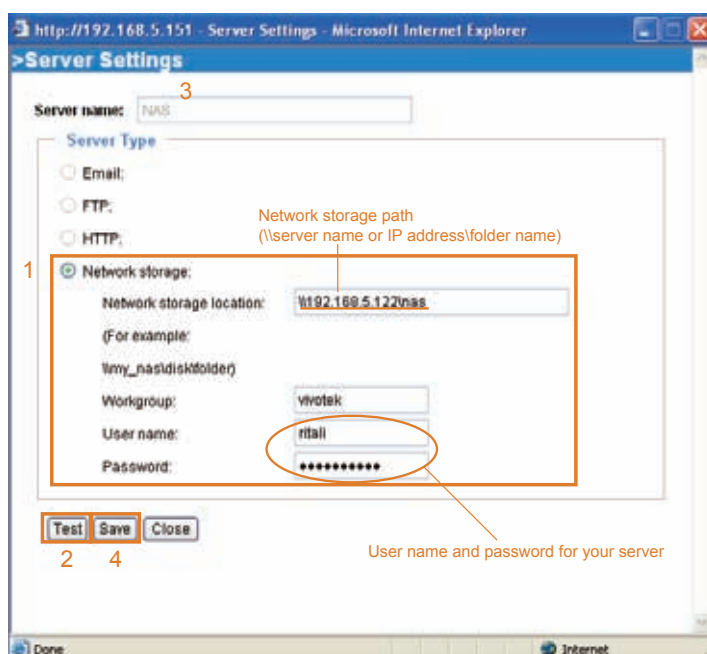 http://192.168.5.151 - Server Settings - Microsoft Internet Explorer
>Server Settings
3
Server name: NAS
Server Type
Email:
FTP:
HTTP:
Network storage path
(\\server name or IP address\folder name)
1
Network storage:
Network storage location: \\192.168.5.122\nas
(For example:
\\my_nas\disk\folder)
Workgroup: vivotek
User name: ritali
Password: ••••••••••
Test Save Close
2 4
User name and password for your server
Done Internet